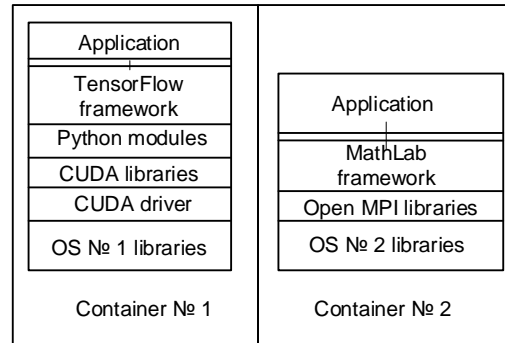 Application
TensorFlow
framework
Python modules
CUDA libraries
CUDA driver
OS № 1 libraries
Container № 1
Application
MathLab
framework
Open MPI libraries
OS № 2 libraries
Container № 2